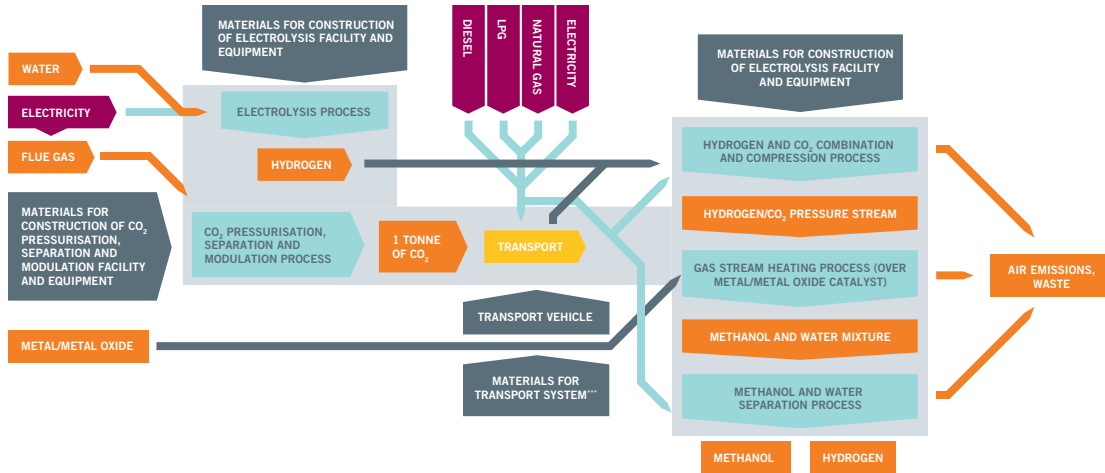 MATERIALS FOR CONSTRUCTION
OF ELECTROLYSIS FACILITY AND
EQUIPMENT
DIESEL
LPG
NATURAL GAS
ELECTRICITY
MATERIALS FOR CONSTRUCTION
OF ELECTROLYSIS FACILITY
AND EQUIPMENT
WATER
ELECTRICITY
FLUE GAS
ELECTROLYSIS PROCESS
HYDROGEN
HYDROGEN AND CO₂ COMBINATION
AND COMPRESSION PROCESS
MATERIALS FOR
CONSTRUCTION OF CO₂
PRESSURISATION,
SEPARATION AND
MODULATION FACILITY
AND EQUIPMENT
CO₂ PRESSURISATION,
SEPARATION AND
MODULATION PROCESS
1 TONNE
OF CO₂
TRANSPORT
HYDROGEN/CO₂ PRESSURE STREAM
GAS STREAM HEATING PROCESS (OVER
METAL/METAL OXIDE CATALYST)
AIR EMISSIONS,
WASTE
TRANSPORT VEHICLE
METAL/METAL OXIDE
METHANOL AND WATER MIXTURE
MATERIALS FOR
TRANSPORT SYSTEM***
METHANOL AND WATER
SEPARATION PROCESS
METHANOL
HYDROGEN